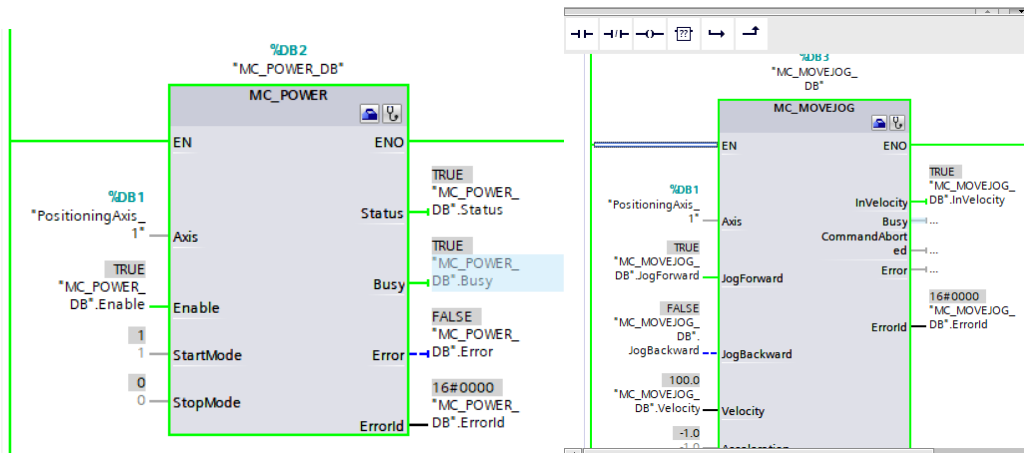 %DB2
"MC_POWER_DB"
MC_POWER
EN
ENO
%DB1
"PositioningAxis_
1"
Axis
TRUE
"MC_POWER_
DB".Enable
Enable
1
1
StartMode
0
0
StopMode
TRUE
"MC_POWER_
DB".Status
Status
TRUE
"MC_POWER_
DB".Busy
Busy
FALSE
"MC_POWER_
DB".Error
Error
16#0000
"MC_POWER_
DB".ErrorId
ErrorId
??
%DB3
"MC_MOVEJOG_
DB"
MC_MOVEJOG
EN
ENO
%DB1
"PositioningAxis_
1"
Axis
TRUE
"MC_MOVEJOG_
DB".JogForward
JogForward
FALSE
"MC_MOVEJOG_
DB".
JogBackward
JogBackward
100.0
"MC_MOVEJOG_
DB".Velocity
Velocity
-1.0
-1.0
Acceleration
TRUE
"MC_MOVEJOG_
DB".InVelocity
InVelocity
Busy
...
CommandAbort
ed
...
Error
...
16#0000
"MC_MOVEJOG_
DB".ErrorId
ErrorId